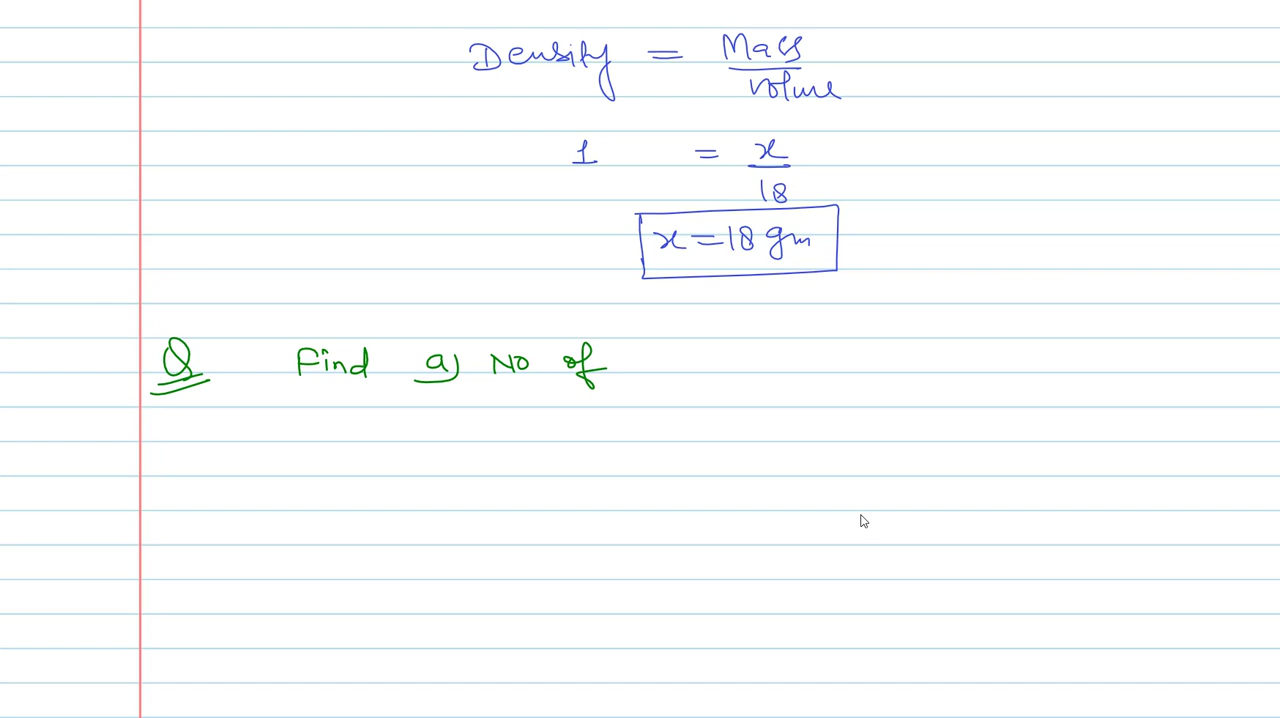 Density = Mass
volume
1 = x
18
x = 18 gm
Q Find a) No of